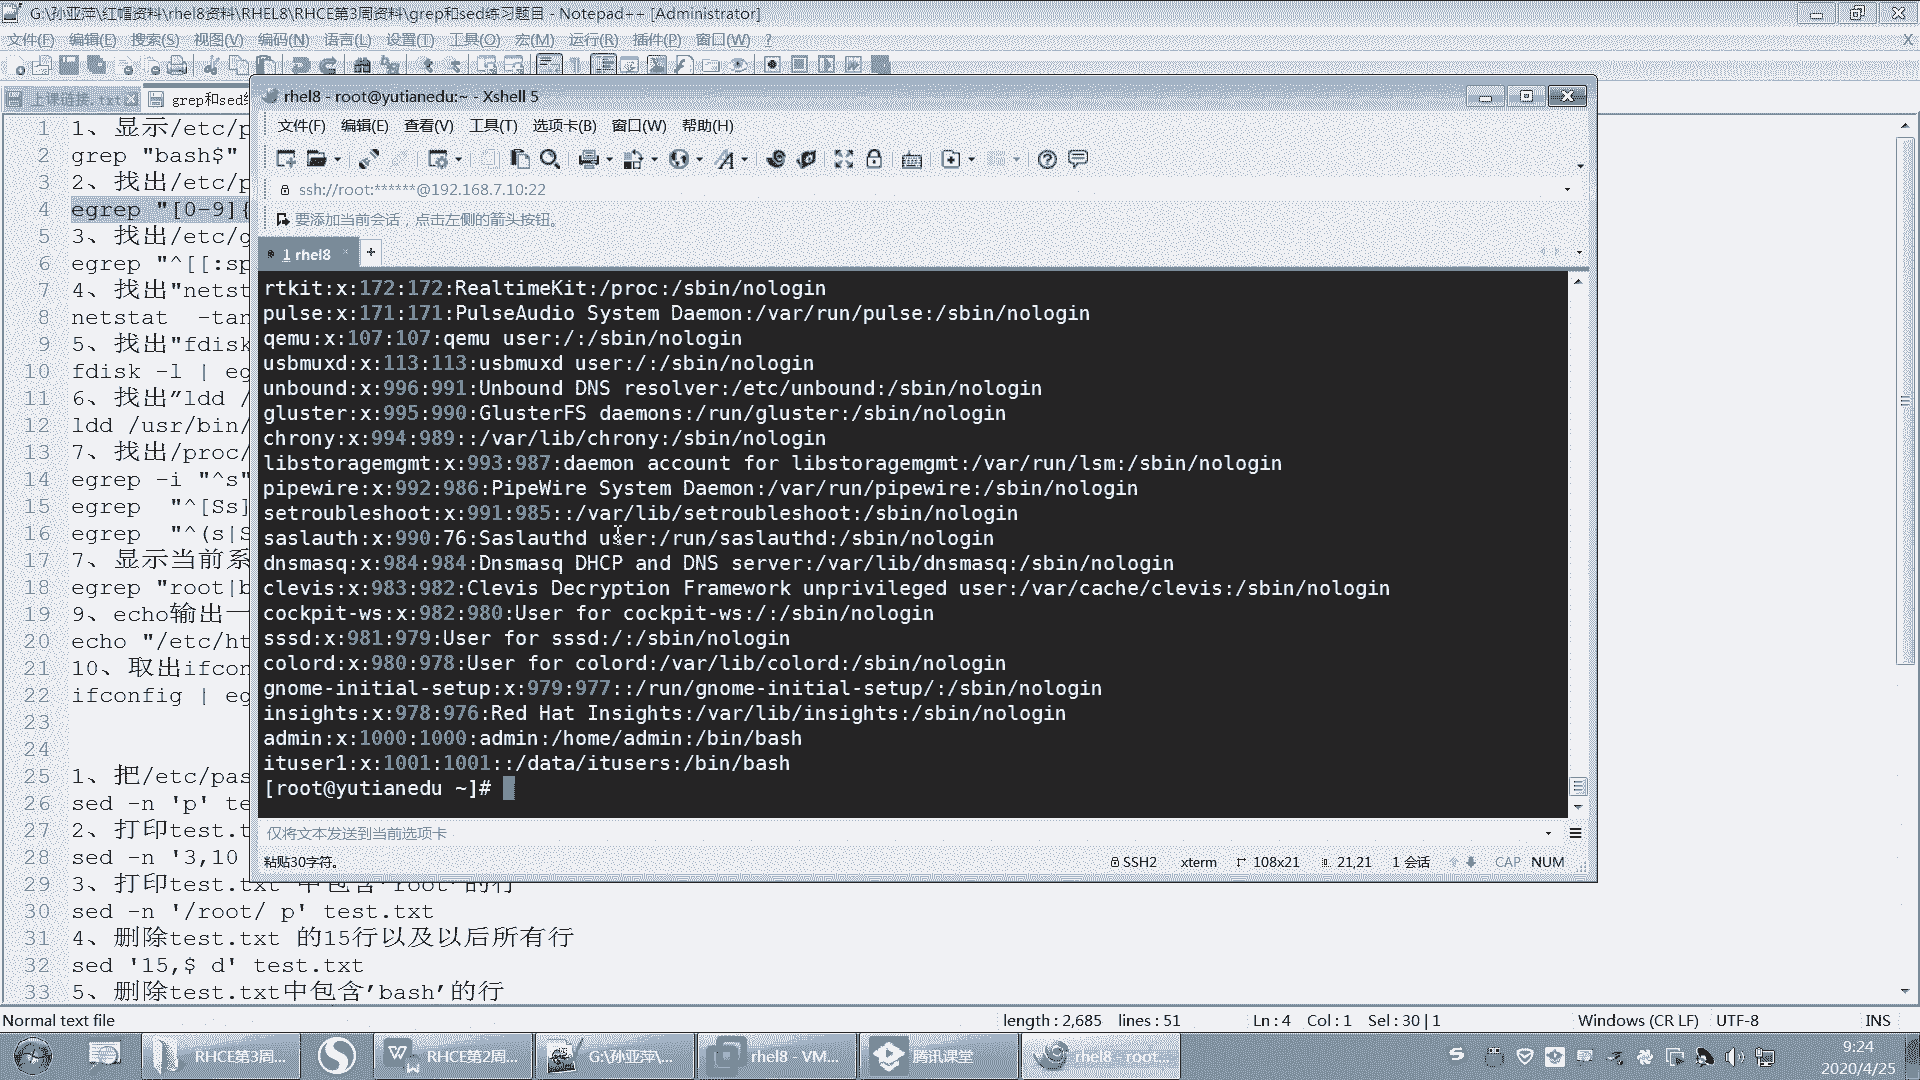 G:\孙亚萍\红帽资料\rhel8资料\RHEL8\RHCE第3周资料\grep和sed练习题目 - Notepad++ [Administrator]
文件(F) 编辑(E) 搜索(S) 视图(V) 编码(N) 语言(L) 设置(T) 工具(O) 宏(M) 运行(R) 插件(P) 窗口(W) ?
上课链接.txt grep和sed
1 1、显示/etc/p
2 grep "bash$"
3 2、找出/etc/p
4 egrep "[0-9]{
5 3、找出/etc/g
6 egrep "^[[:sp
7 4、找出"netst
8 netstat -tan
9 5、找出"fdisk
10 fdisk -l | eg
11 6、找出"ldd /
12 ldd /usr/bin/
13 7、找出/proc/
14 egrep -i "^s"
15 egrep "^[Ss]
16 egrep "^(s|S
17 7、显示当前系
18 egrep "root|b
19 9、echo输出一
20 echo "/etc/ht
21 10、取出ifcon
22 ifconfig | eg
23
24
25 1、把/etc/pas
26 sed -n 'p' te
27 2、打印test.t
28 sed -n '3,10
29 3、打印test.txt 中包含'root'的行
30 sed -n '/root/ p' test.txt
31 4、删除test.txt 的15行以及以后所有行
32 sed '15,$ d' test.txt
33 5、删除test.txt中包含'bash'的行
rhel8 - root@yutianedu:~ - Xshell 5
文件(F) 编辑(E) 查看(V) 工具(T) 选项卡(B) 窗口(W) 帮助(H)
ssh://root:******@192.168.7.10:22
要添加当前会话，点击左侧的箭头按钮。
1 rhel8 +
rtkit:x:172:172:RealtimeKit:/proc:/sbin/nologin
pulse:x:171:171:PulseAudio System Daemon:/var/run/pulse:/sbin/nologin
qemu:x:107:107:qemu user:/:/sbin/nologin
usbmuxd:x:113:113:usbmuxd user:/:/sbin/nologin
unbound:x:996:991:Unbound DNS resolver:/etc/unbound:/sbin/nologin
gluster:x:995:990:GlusterFS daemons:/run/gluster:/sbin/nologin
chrony:x:994:989::/var/lib/chrony:/sbin/nologin
libstoragemgmt:x:993:987:daemon account for libstoragemgmt:/var/run/lsm:/sbin/nologin
pipewire:x:992:986:PipeWire System Daemon:/var/run/pipewire:/sbin/nologin
setroubleshoot:x:991:985::/var/lib/setroubleshoot:/sbin/nologin
saslauth:x:990:76:Saslauthd user:/run/saslauthd:/sbin/nologin
dnsmasq:x:984:984:Dnsmasq DHCP and DNS server:/var/lib/dnsmasq:/sbin/nologin
clevis:x:983:982:Clevis Decryption Framework unprivileged user:/var/cache/clevis:/sbin/nologin
cockpit-ws:x:982:980:User for cockpit-ws:/:/sbin/nologin
sssd:x:981:979:User for sssd:/:/sbin/nologin
colord:x:980:978:User for colord:/var/lib/colord:/sbin/nologin
gnome-initial-setup:x:979:977::/run/gnome-initial-setup/:/sbin/nologin
insights:x:978:976:Red Hat Insights:/var/lib/insights:/sbin/nologin
admin:x:1000:1000:admin:/home/admin:/bin/bash
ituser1:x:1001:1001::/data/itusers:/bin/bash
[root@yutianedu ~]#
仅将文本发送到当前选项卡
粘贴30字符。 SSH2 xterm 108x21 21,21 1 会话 CAP NUM
Normal text file length : 2,685 lines : 51 Ln : 4 Col : 1 Sel : 30 | 1 Windows (CR LF) UTF-8 INS
RHCE第3周... RHCE第2周... G:\孙亚萍\... rhel8 - VM... 腾讯课堂 rhel8 - root...
9:24
2020/4/25